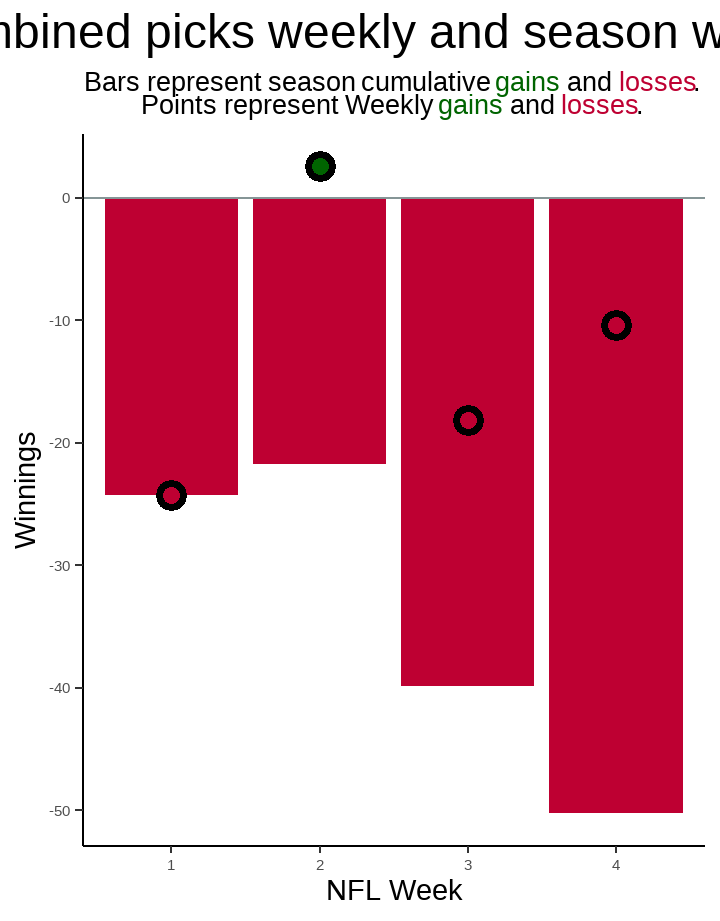 nbined picks weekly and season w
Bars represent season cumulative gains and losses.
Points represent Weekly gains and losses.
0
-10
-20
-30
-40
-50
Winnings
1 2 3 4
NFL Week